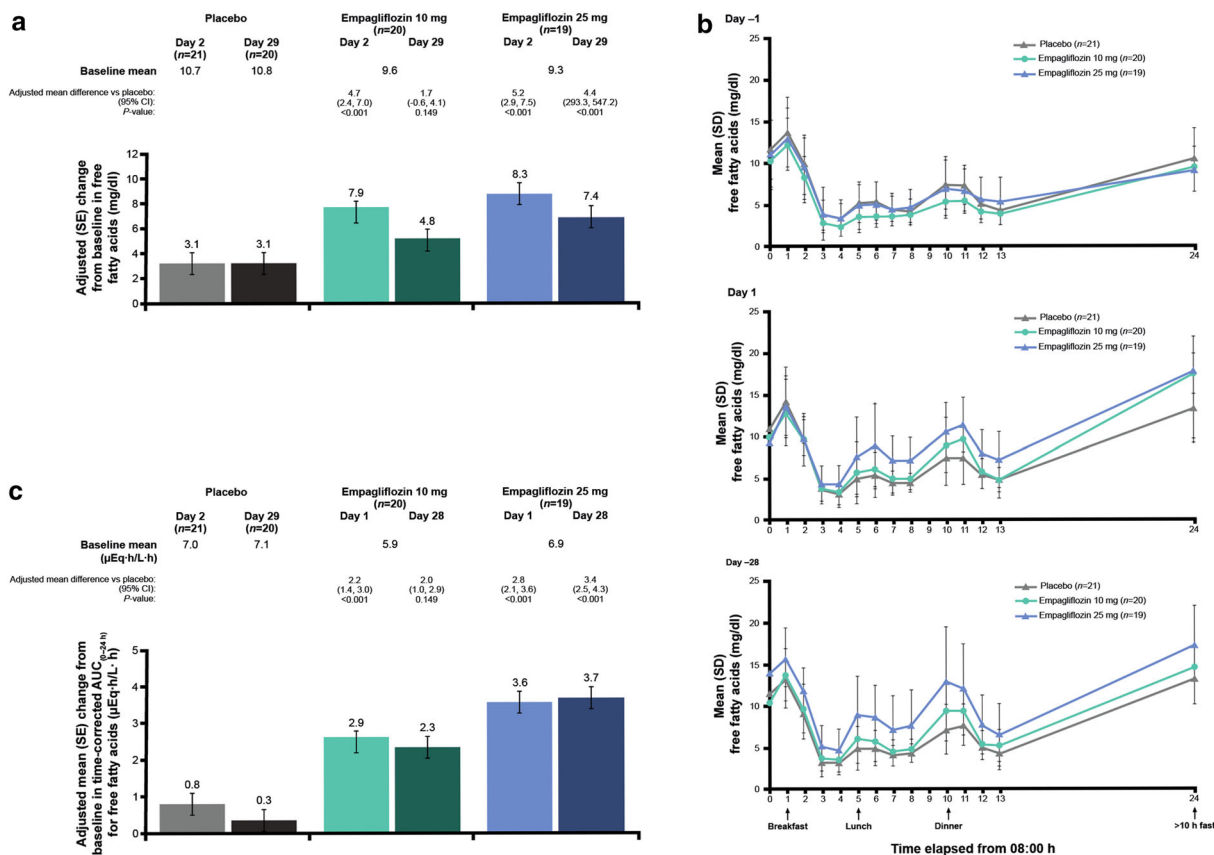 a
Placebo
Empagliflozin 10 mg
(n=20)
Empagliflozin 25 mg
(n=19)
Day 2
(n=21)
Day 29
(n=20)
Day 2
Day 29
Day 2
Day 29
Baseline mean
10.7
10.8
9.6
9.3
Adjusted mean difference vs placebo
(95% CI)
P-value:
4.7
(2.4, 7.0)
<0.001
1.7
(-0.6, 4.1)
0.149
5.2
(2.9, 7.5)
<0.001
4.4
(293.3, 547.2)
<0.001
Adjusted (SE) change
from baseline in free
fatty acids (mg/dl)
12
10
8
6
4
2
0
3.1
3.1
7.9
4.8
8.3
7.4
b
Day –1
Mean (SD)
free fatty acids (mg/dl)
25
20
15
10
5
0
Placebo (n=21)
Empagliflozin 10 mg (n=20)
Empagliflozin 25 mg (n=19)
0 1 2 3 4 5 6 7 8 9 10 11 12 13 24
Day 1
Mean (SD)
free fatty acids (mg/dl)
25
20
15
10
5
0
Placebo (n=21)
Empagliflozin 10 mg (n=20)
Empagliflozin 25 mg (n=19)
0 1 2 3 4 5 6 7 8 9 10 11 12 13 24
Day –28
Mean (SD)
free fatty acids (mg/dl)
25
20
15
10
5
0
Placebo (n=21)
Empagliflozin 10 mg (n=20)
Empagliflozin 25 mg (n=19)
0 1 2 3 4 5 6 7 8 9 10 11 12 13 24
Breakfast Lunch Dinner >10 h fast
Time elapsed from 08:00 h
c
Placebo
Empagliflozin 10 mg
(n=20)
Empagliflozin 25 mg
(n=19)
Day 2
(n=21)
Day 29
(n=20)
Day 1
Day 28
Day 1
Day 28
Baseline mean
(µEq·h/L·h)
7.0
7.1
5.9
6.9
Adjusted mean difference vs placebo:
(95% CI)
P-value:
2.2
(1.4, 3.0)
<0.001
2.0
(1.0, 2.9)
0.149
2.8
(2.1, 3.6)
<0.001
3.4
(2.5, 4.3)
<0.001
Adjusted mean (SE) change from
baseline in time-corrected AUC(0–24 h)
for free fatty acids (µEq·h/L· h)
5
4
3
2
1
0
0.8
0.3
2.9
2.3
3.6
3.7